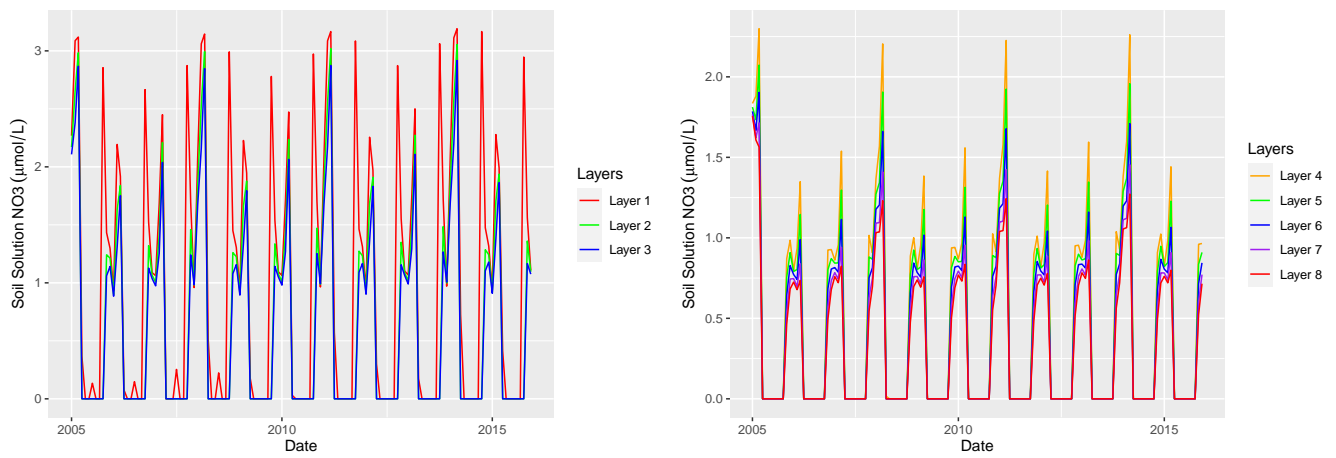 Soil Solution NO3 (μmol/L)
3
2
1
0
2005
2010
2015
Date
Layers
Layer 1
Layer 2
Layer 3
Soil Solution NO3 (μmol/L)
2.0
1.5
1.0
0.5
0.0
2005
2010
2015
Date
Layers
Layer 4
Layer 5
Layer 6
Layer 7
Layer 8